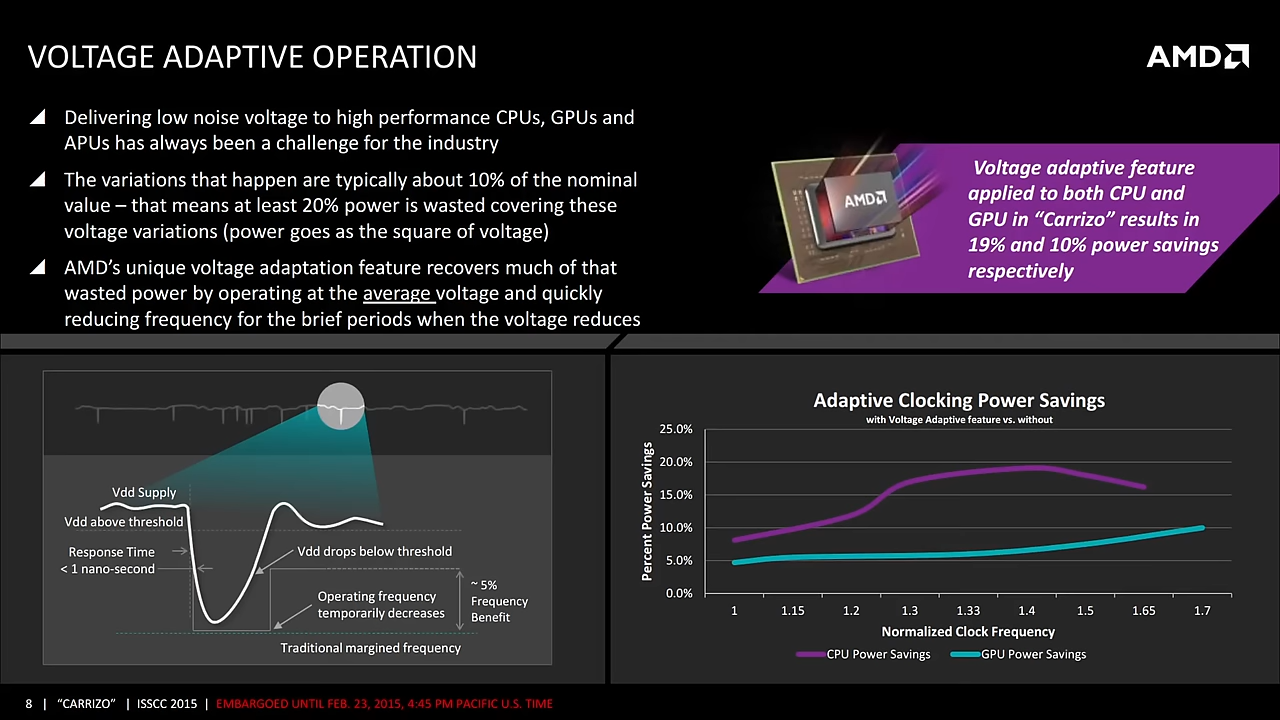 VOLTAGE ADAPTIVE OPERATION
AMD
Delivering low noise voltage to high performance CPUs, GPUs and
APUs has always been a challenge for the industry
The variations that happen are typically about 10% of the nominal
value – that means at least 20% power is wasted covering these
voltage variations (power goes as the square of voltage)
AMD’s unique voltage adaptation feature recovers much of that
wasted power by operating at the average voltage and quickly
reducing frequency for the brief periods when the voltage reduces
AMD
Voltage adaptive feature
applied to both CPU and
GPU in “Carrizo” results in
19% and 10% power savings
respectively
Vdd Supply
Vdd above threshold
Response Time
< 1 nano-second
Vdd drops below threshold
Operating frequency
temporarily decreases
~ 5%
Frequency
Benefit
Traditional margined frequency
Adaptive Clocking Power Savings
with Voltage Adaptive feature vs. without
Percent Power Savings
25.0%
20.0%
15.0%
10.0%
5.0%
0.0%
1 1.15 1.2 1.3 1.33 1.4 1.5 1.65 1.7
Normalized Clock Frequency
CPU Power Savings GPU Power Savings
8 | “CARRIZO” | ISSCC 2015 | EMBARGOED UNTIL FEB. 23, 2015, 4:45 PM PACIFIC U.S. TIME